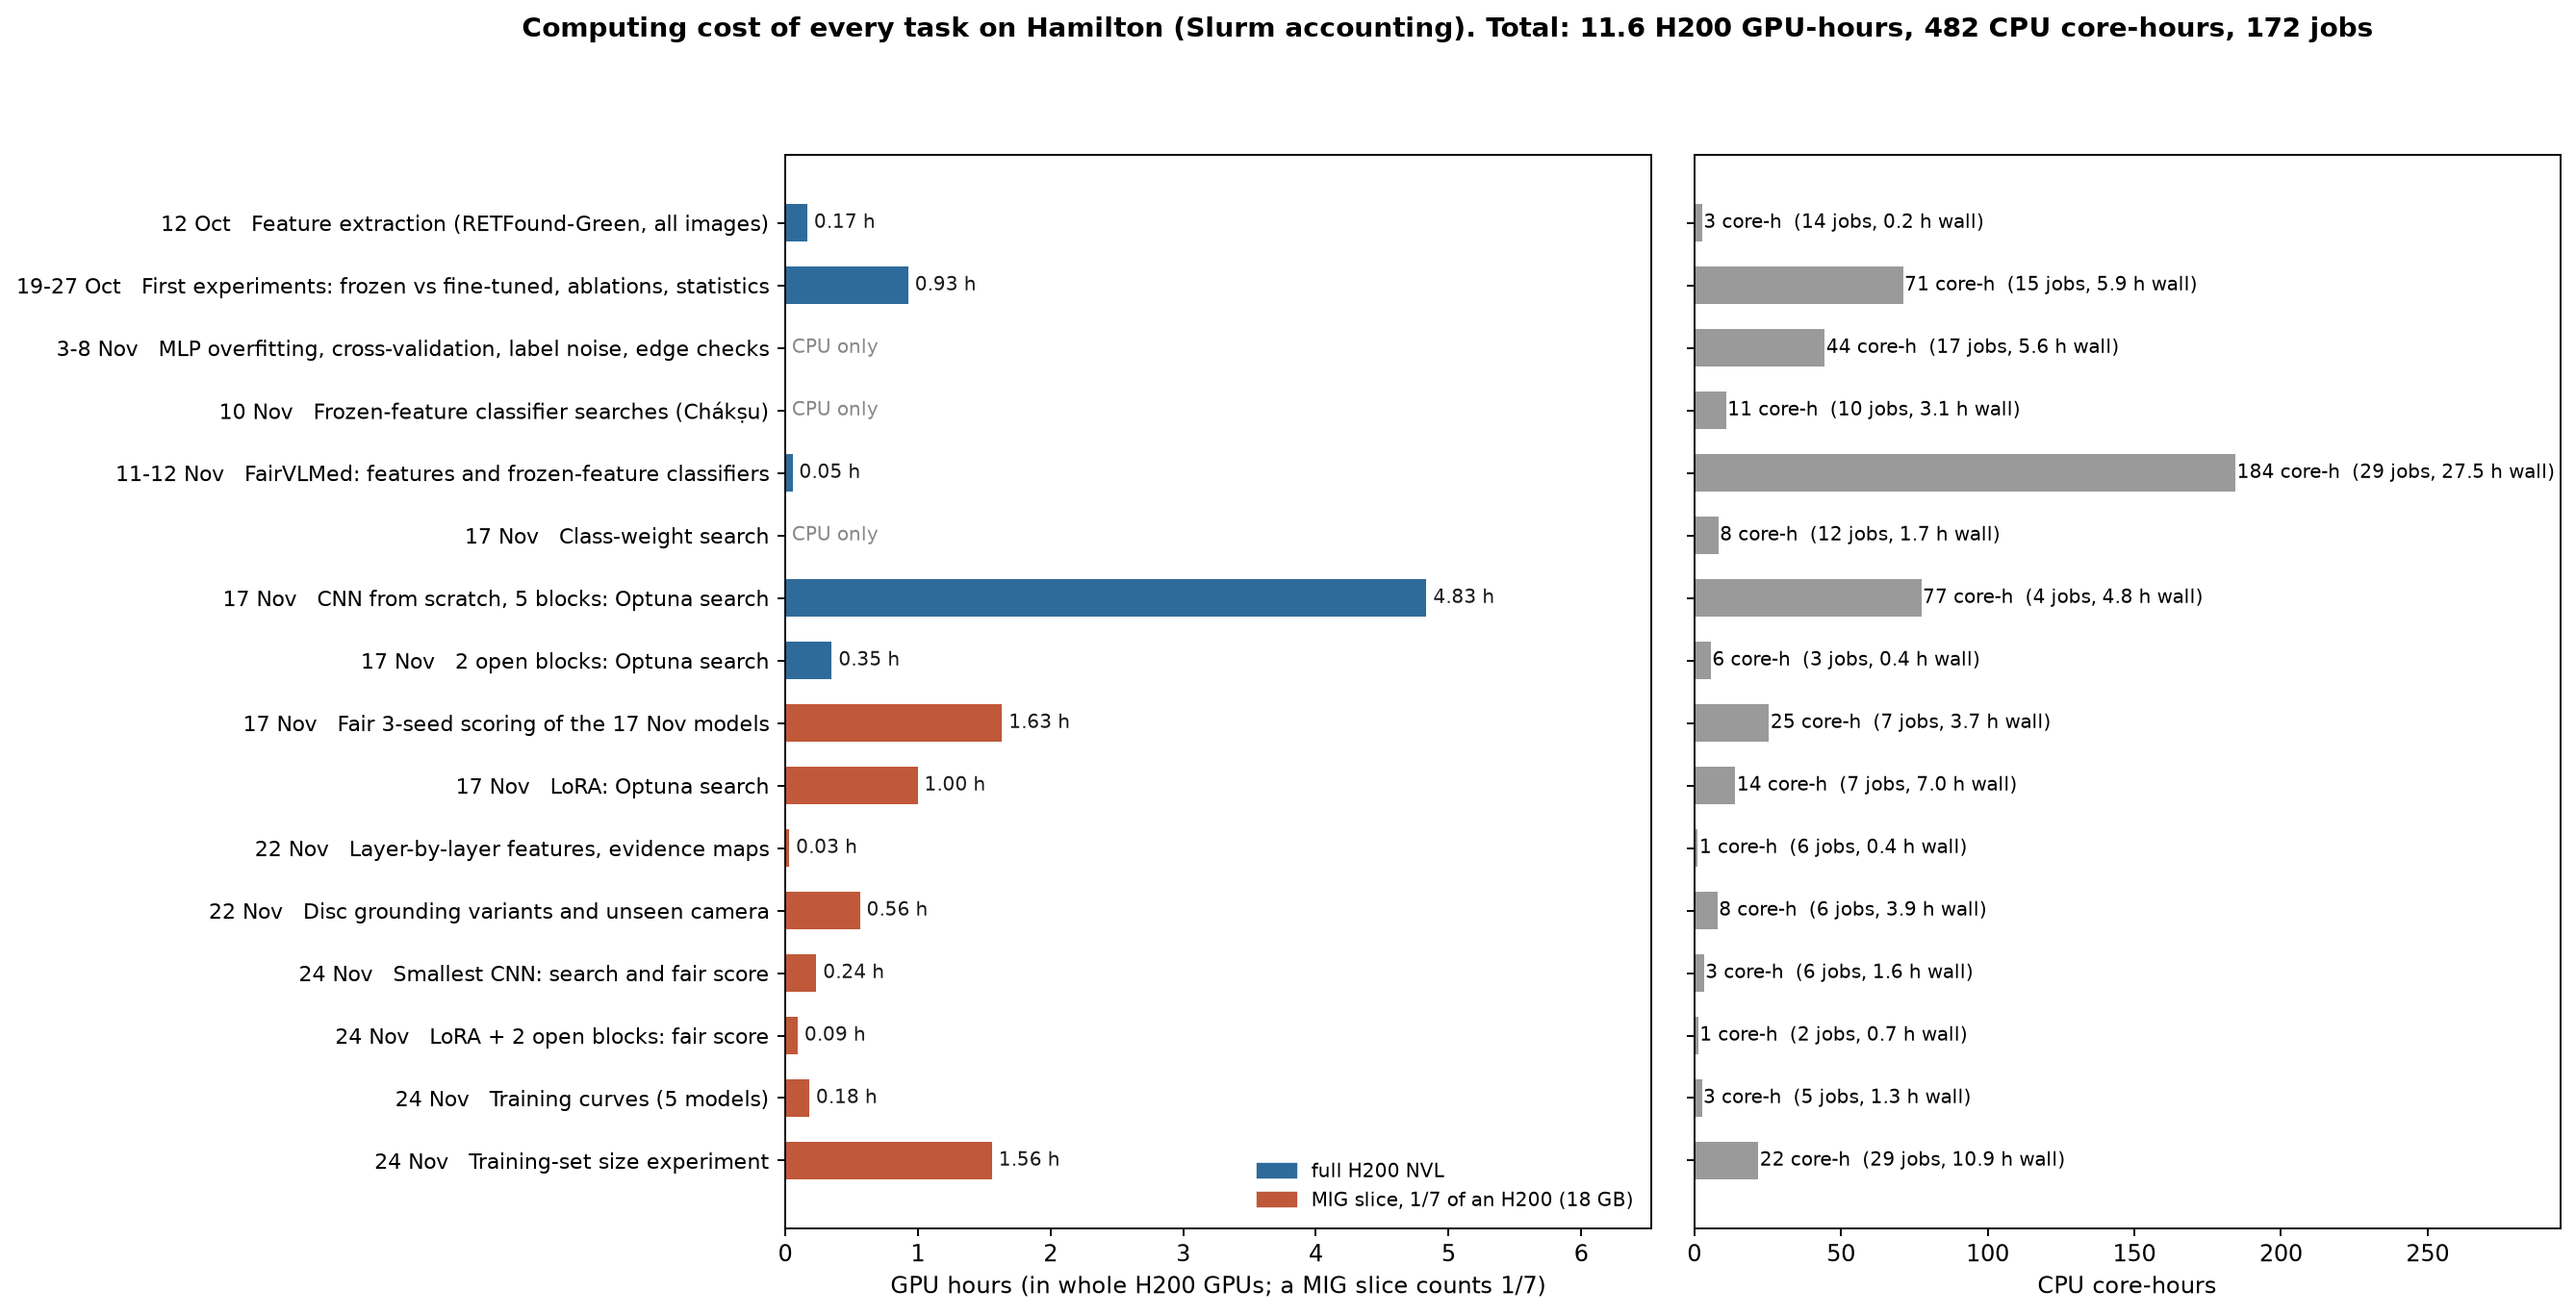 Computing cost of every task on Hamilton (Slurm accounting). Total: 11.6 H200 GPU-hours, 482 CPU core-hours, 172 jobs
12 Oct   Feature extraction (RETFound-Green, all images)   0.17 h   3 core-h  (14 jobs, 0.2 h wall)
19-27 Oct   First experiments: frozen vs fine-tuned, ablations, statistics   0.93 h   71 core-h  (15 jobs, 5.9 h wall)
3-8 Nov   MLP overfitting, cross-validation, label noise, edge checks   CPU only   44 core-h  (17 jobs, 5.6 h wall)
10 Nov   Frozen-feature classifier searches (Chákṣu)   CPU only   11 core-h  (10 jobs, 3.1 h wall)
11-12 Nov   FairVLMed: features and frozen-feature classifiers   0.05 h   184 core-h  (29 jobs, 27.5 h wall)
17 Nov   Class-weight search   CPU only   8 core-h  (12 jobs, 1.7 h wall)
17 Nov   CNN from scratch, 5 blocks: Optuna search   4.83 h   77 core-h  (4 jobs, 4.8 h wall)
17 Nov   2 open blocks: Optuna search   0.35 h   6 core-h  (3 jobs, 0.4 h wall)
17 Nov   Fair 3-seed scoring of the 17 Nov models   1.63 h   25 core-h  (7 jobs, 3.7 h wall)
17 Nov   LoRA: Optuna search   1.00 h   14 core-h  (7 jobs, 7.0 h wall)
22 Nov   Layer-by-layer features, evidence maps   0.03 h   1 core-h  (6 jobs, 0.4 h wall)
22 Nov   Disc grounding variants and unseen camera   0.56 h   8 core-h  (6 jobs, 3.9 h wall)
24 Nov   Smallest CNN: search and fair score   0.24 h   3 core-h  (6 jobs, 1.6 h wall)
24 Nov   LoRA + 2 open blocks: fair score   0.09 h   1 core-h  (2 jobs, 0.7 h wall)
24 Nov   Training curves (5 models)   0.18 h   3 core-h  (5 jobs, 1.3 h wall)
24 Nov   Training-set size experiment   1.56 h   22 core-h  (29 jobs, 10.9 h wall)
full H200 NVL
MIG slice, 1/7 of an H200 (18 GB)
0 1 2 3 4 5 6
GPU hours (in whole H200 GPUs; a MIG slice counts 1/7)
0 50 100 150 200 250
CPU core-hours